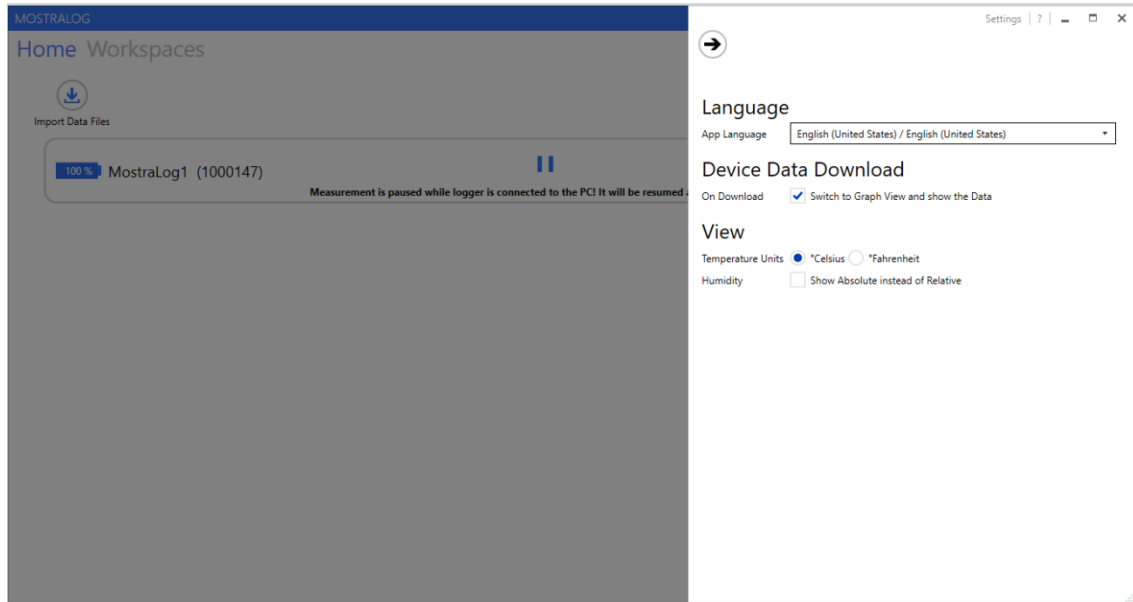 MOSTRALOG
Settings | ? |
Home Workspaces
Import Data Files
100 % MostraLog1 (1000147)
Measurement is paused while logger is connected to the PC! It will be resumed
Language
App Language English (United States) / English (United States)
Device Data Download
On Download Switch to Graph View and show the Data
View
Temperature Units °Celsius °Fahrenheit
Humidity Show Absolute instead of Relative